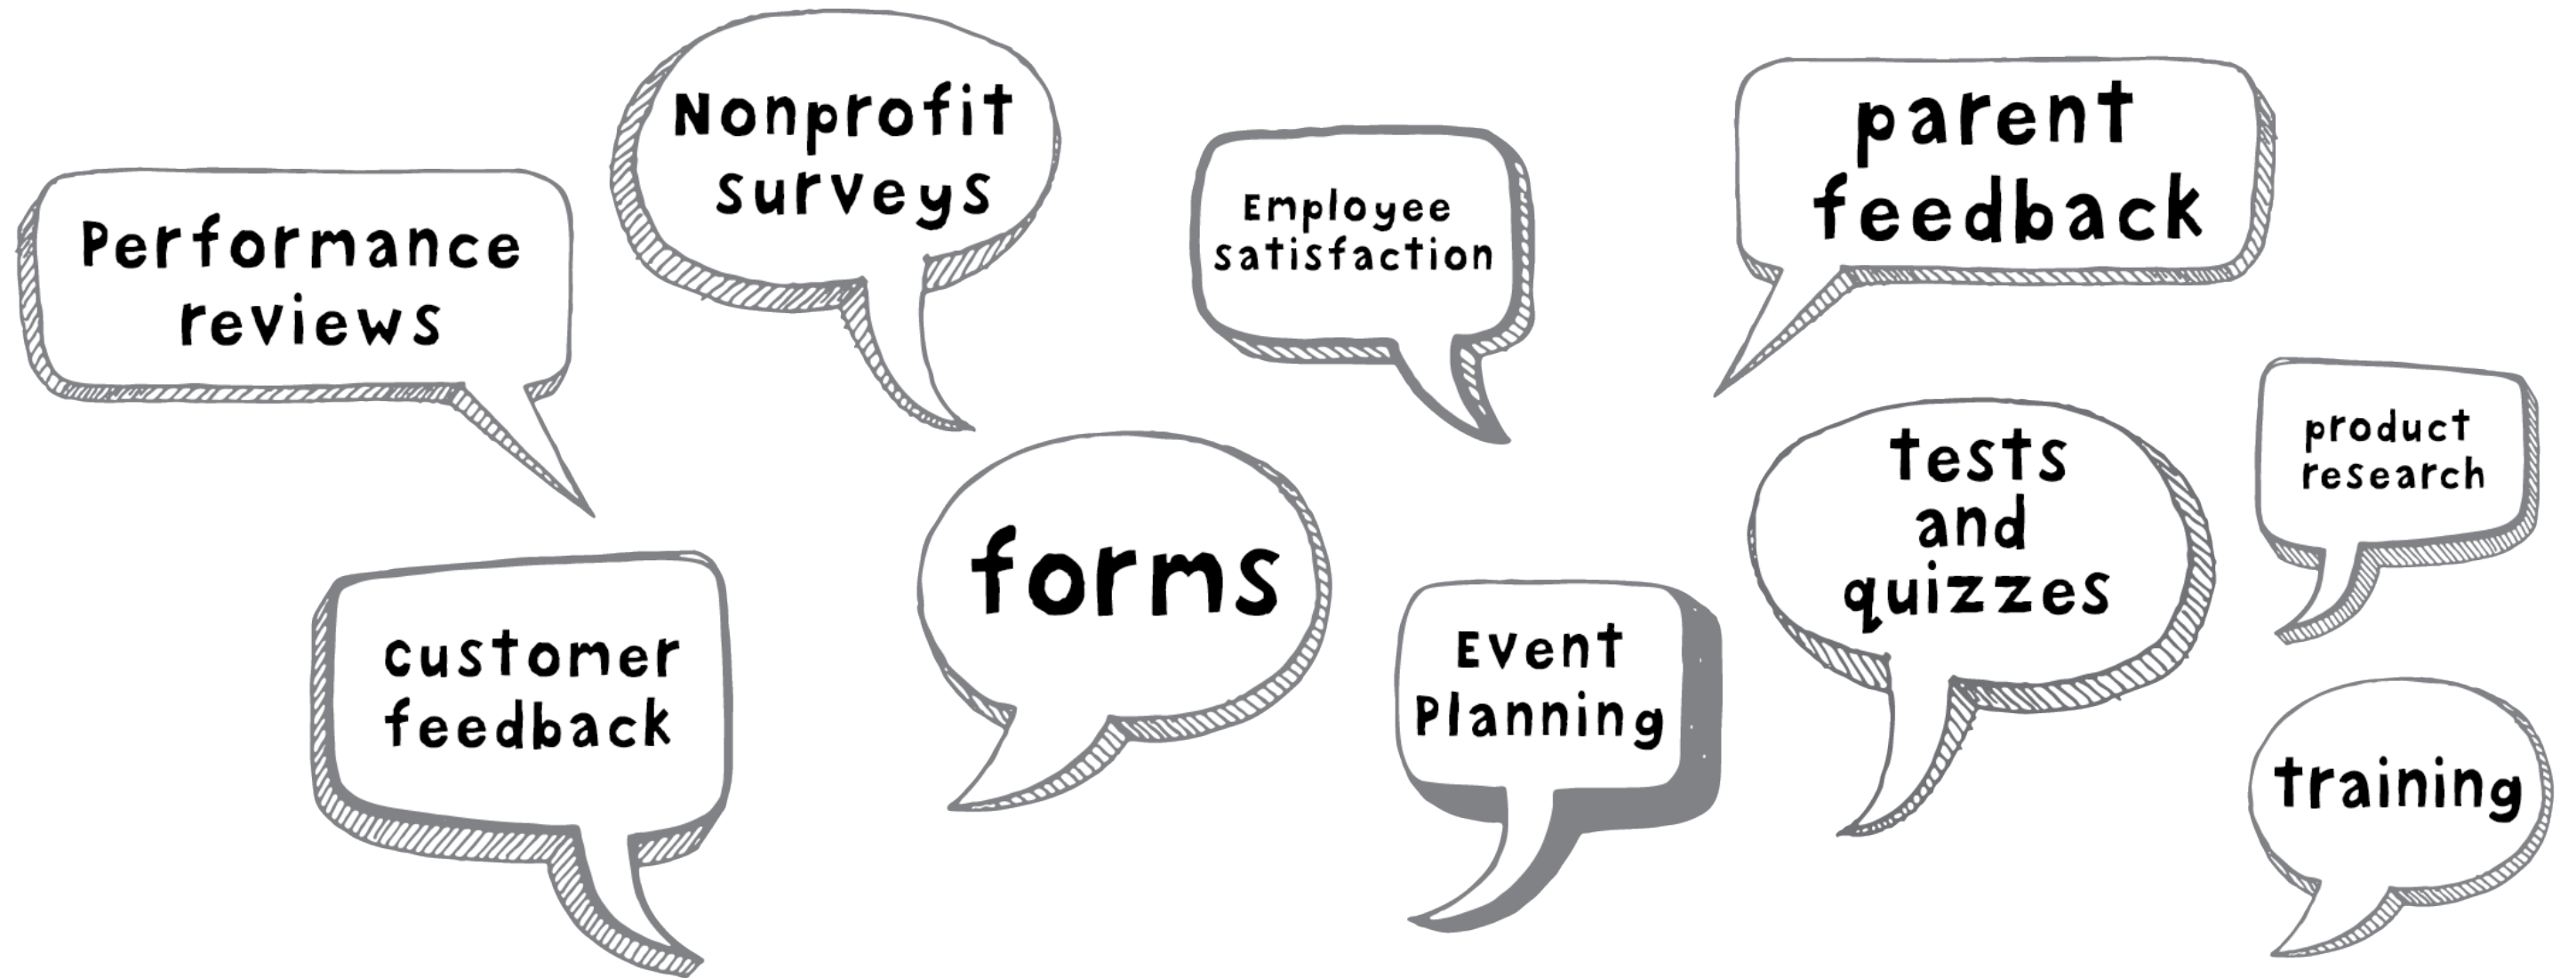 Performance
reviews
Nonprofit
surveys
Employee
satisfaction
parent
feedback
customer
feedback
forms
Event
Planning
tests
and
quizzes
product
research
training